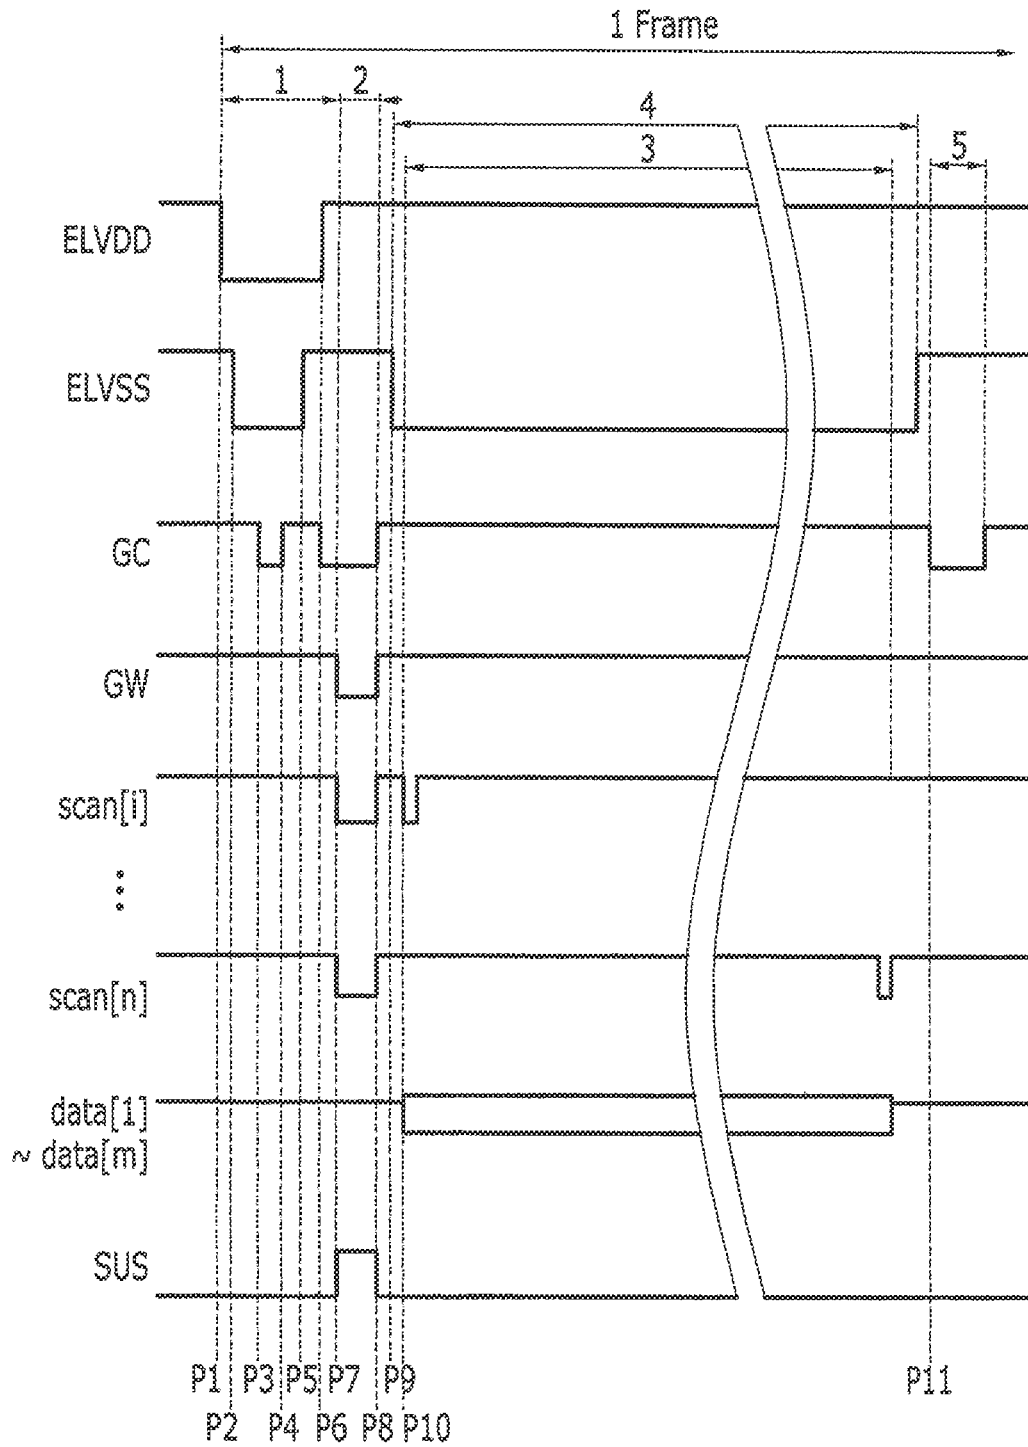 1 Frame
1
2
4
3
5
ELVDD
ELVSS
GC
GW
scan[i]
scan[n]
data[1]
~ data[m]
SUS
P1 P3 P5 P7 P9 P11
P2 P4 P6 P8 P10